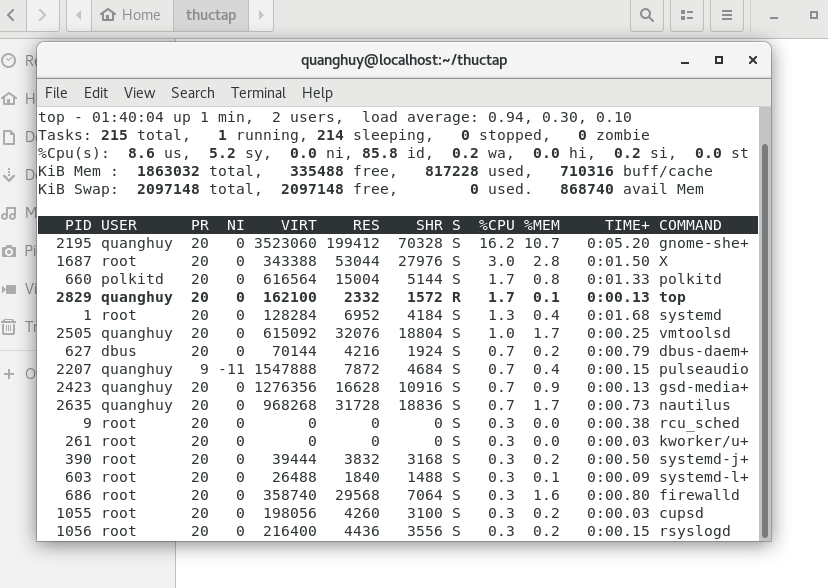 Home
thuctap
quanghuy@localhost:~/thuctap
File Edit View Search Terminal Help
top - 01:40:04 up 1 min,  2 users,  load average: 0.94, 0.30, 0.10
Tasks: 215 total,   1 running, 214 sleeping,   0 stopped,   0 zombie
%Cpu(s):  8.6 us,  5.2 sy,  0.0 ni, 85.8 id,  0.2 wa,  0.0 hi,  0.2 si,  0.0 st
KiB Mem :  1863032 total,   335488 free,   817228 used,   710316 buff/cache
KiB Swap:  2097148 total,  2097148 free,        0 used.   868740 avail Mem
PID USER      PR  NI    VIRT    RES    SHR S  %CPU %MEM     TIME+ COMMAND
2195 quanghuy  20   0 3523060 199412  70328 S  16.2 10.7   0:05.20 gnome-she+
1687 root      20   0  343388  53044  27976 S   3.0  2.8   0:01.50 X
660 polkitd   20   0  616564  15004   5144 S   1.7  0.8   0:01.33 polkitd
2829 quanghuy  20   0  162100   2332   1572 R   1.7  0.1   0:00.13 top
1 root      20   0  128284   6952   4184 S   1.3  0.4   0:01.68 systemd
2505 quanghuy  20   0  615092  32076  18804 S   1.0  1.7   0:00.25 vmtoolsd
627 dbus      20   0   70144   4216   1924 S   0.7  0.2   0:00.79 dbus-daem+
2207 quanghuy   9 -11 1547888   7872   4684 S   0.7  0.4   0:00.15 pulseaudio
2423 quanghuy  20   0 1276356  16628  10916 S   0.7  0.9   0:00.13 gsd-media+
2635 quanghuy  20   0  968268  31728  18836 S   0.7  1.7   0:00.73 nautilus
9 root      20   0       0      0      0 S   0.3  0.0   0:00.38 rcu_sched
261 root      20   0       0      0      0 S   0.3  0.0   0:00.03 kworker/u+
390 root      20   0   39444   3832   3168 S   0.3  0.2   0:00.50 systemd-j+
603 root      20   0   26488   1840   1488 S   0.3  0.1   0:00.09 systemd-l+
686 root      20   0  358740  29568   7064 S   0.3  1.6   0:00.80 firewalld
1055 root      20   0  198056   4260   3100 S   0.3  0.2   0:00.03 cupsd
1056 root      20   0  216400   4436   3556 S   0.3  0.2   0:00.15 rsyslogd